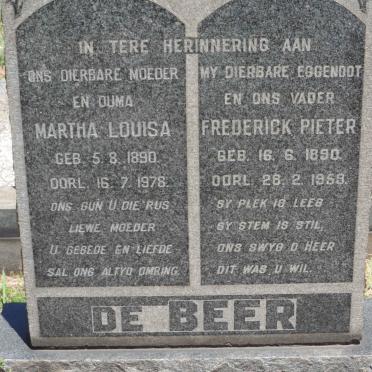 IN TERE HERINNERING AAN
ONS DIERBARE MOEDER
EN OUMA
MARTHA LOUISA
GEB. 5. 8. 1890.
OORL. 16. 7. 1978.
ONS GUN U DIE RUS
LIEWE MOEDER
U GEBEDE EN LIEFDE
SAL ONS ALTYD OMRING.
MY DIERBARE EGGENOOT
EN ONS VADER
FREDERICK PIETER
GEB. 16. 6. 1890.
OORL. 28. 2. 1958.
SY PLEK IS LEEG
SY STEM IS STIL,
ONS SWYG O HEER
DIT WAS U WIL.
DE BEER